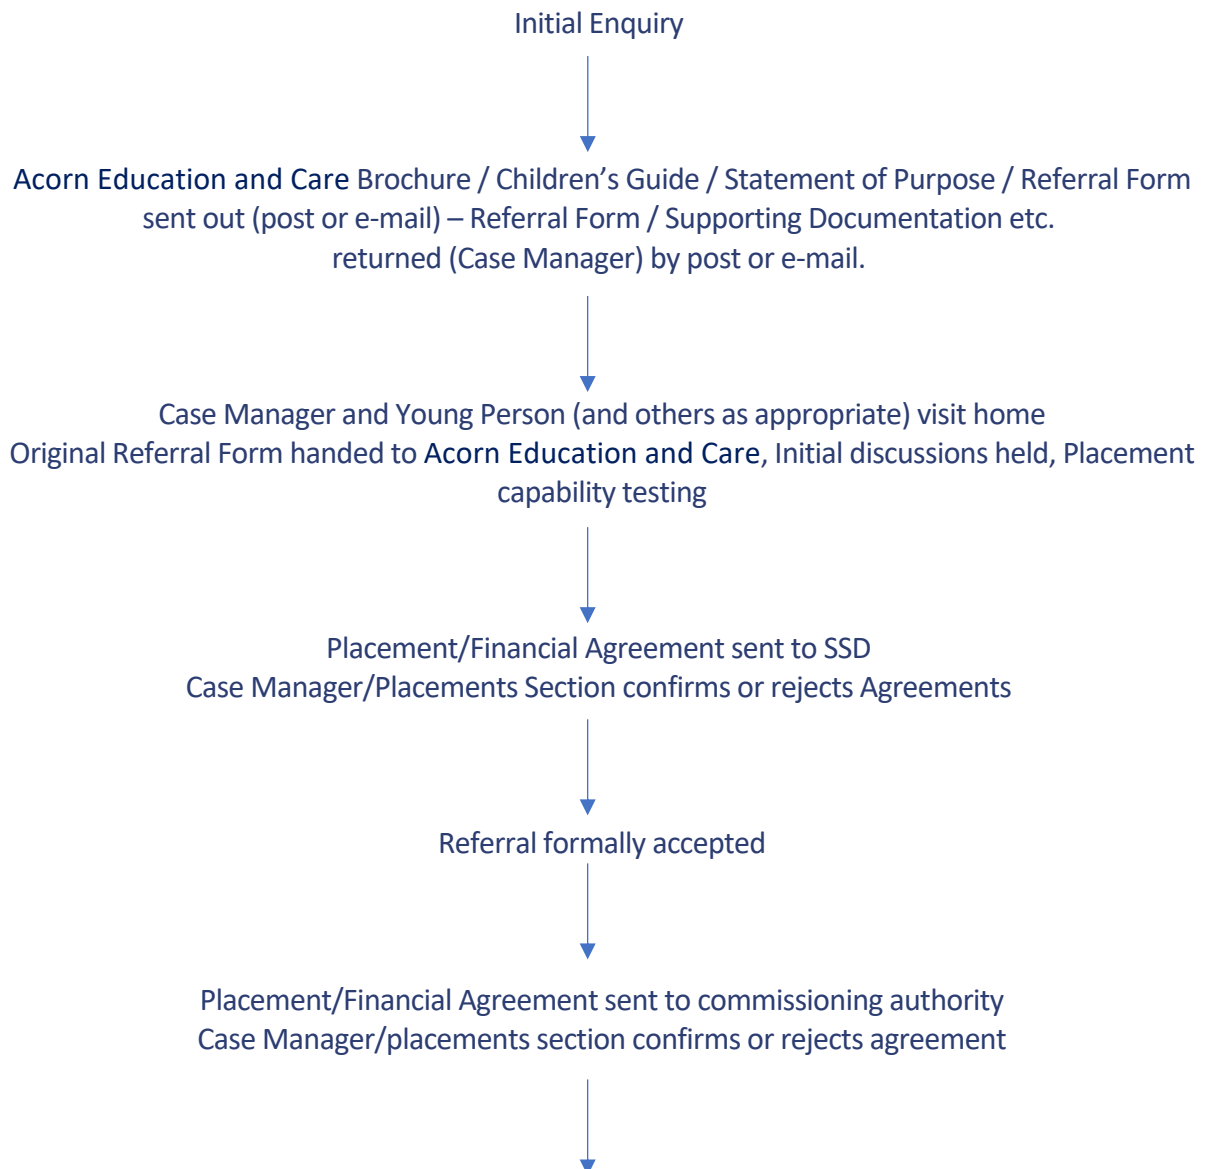 Initial Enquiry
Acorn Education and Care Brochure / Children’s Guide / Statement of Purpose / Referral Form
sent out (post or e-mail) – Referral Form / Supporting Documentation etc.
returned (Case Manager) by post or e-mail.
Case Manager and Young Person (and others as appropriate) visit home
Original Referral Form handed to Acorn Education and Care, Initial discussions held, Placement
capability testing
Placement/Financial Agreement sent to SSD
Case Manager/Placements Section confirms or rejects Agreements
Referral formally accepted
Placement/Financial Agreement sent to commissioning authority
Case Manager/placements section confirms or rejects agreement